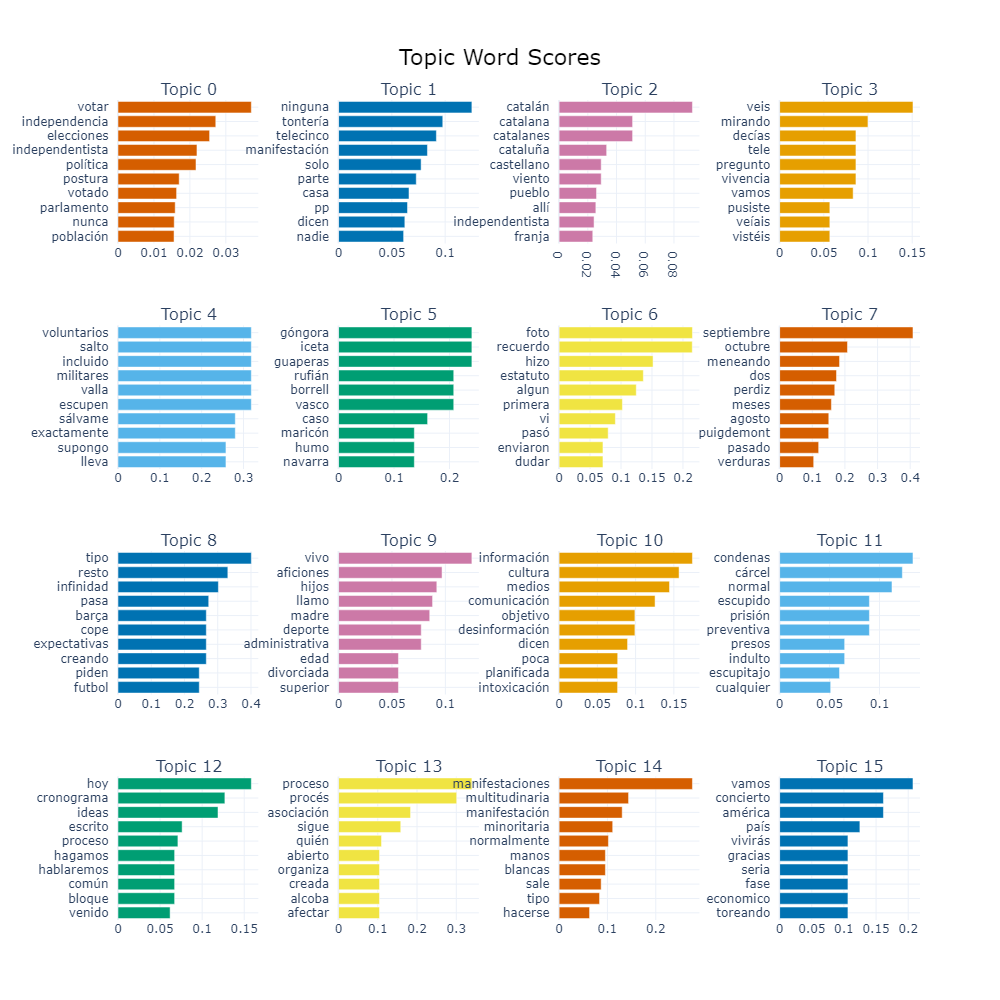 Topic Word Scores
Topic 0
votar
independencia
elecciones
independentista
política
postura
votado
parlamento
nunca
población
0 0.01 0.02 0.03
Topic 1
ninguna
tontería
telecinco
manifestación
solo
parte
casa
pp
dicen
nadie
0 0.05 0.1
Topic 2
catalán
catalana
catalanes
cataluña
castellano
viento
pueblo
allí
independentista
franja
0 0.02 0.04 0.06 0.08
Topic 3
veis
mirando
decías
tele
pregunto
vivencia
vamos
pusiste
veíais
vistéis
0 0.05 0.1 0.15
Topic 4
voluntarios
salto
incluido
militares
valla
escupen
sálvame
exactamente
supongo
lleva
0 0.1 0.2 0.3
Topic 5
góngora
iceta
guaperas
rufián
borrell
vasco
caso
maricón
humo
navarra
0 0.1 0.2
Topic 6
foto
recuerdo
hizo
estatuto
algun
primera
vi
pasó
enviaron
dudar
0 0.05 0.1 0.15 0.2
Topic 7
septiembre
octubre
meneando
dos
perdiz
meses
agosto
puigdemont
pasado
verduras
0 0.1 0.2 0.3 0.4
Topic 8
tipo
resto
infinidad
pasa
barça
cope
expectativas
creando
piden
futbol
0 0.1 0.2 0.3 0.4
Topic 9
vivo
aficiones
hijos
llamo
madre
deporte
administrativa
edad
divorciada
superior
0 0.05 0.1
Topic 10
información
cultura
medios
comunicación
objetivo
desinformación
dicen
poca
planificada
intoxicación
0 0.05 0.1 0.15
Topic 11
condenas
cárcel
normal
escupido
prisión
preventiva
presos
indulto
escupitajo
cualquier
0 0.05 0.1
Topic 12
hoy
cronograma
ideas
escrito
proceso
hagamos
hablaremos
común
bloque
venido
0 0.05 0.1 0.15
Topic 13
proceso
procés
asociación
sigue
quién
abierto
organiza
creada
alcoba
afectar
0 0.1 0.2 0.3
Topic 14
manifestaciones
multitudinaria
manifestación
minoritaria
normalmente
manos
blancas
sale
tipo
hacerse
0 0.1 0.2
Topic 15
vamos
concierto
américa
país
vivirás
gracias
seria
fase
economico
toreando
0 0.05 0.1 0.15 0.2